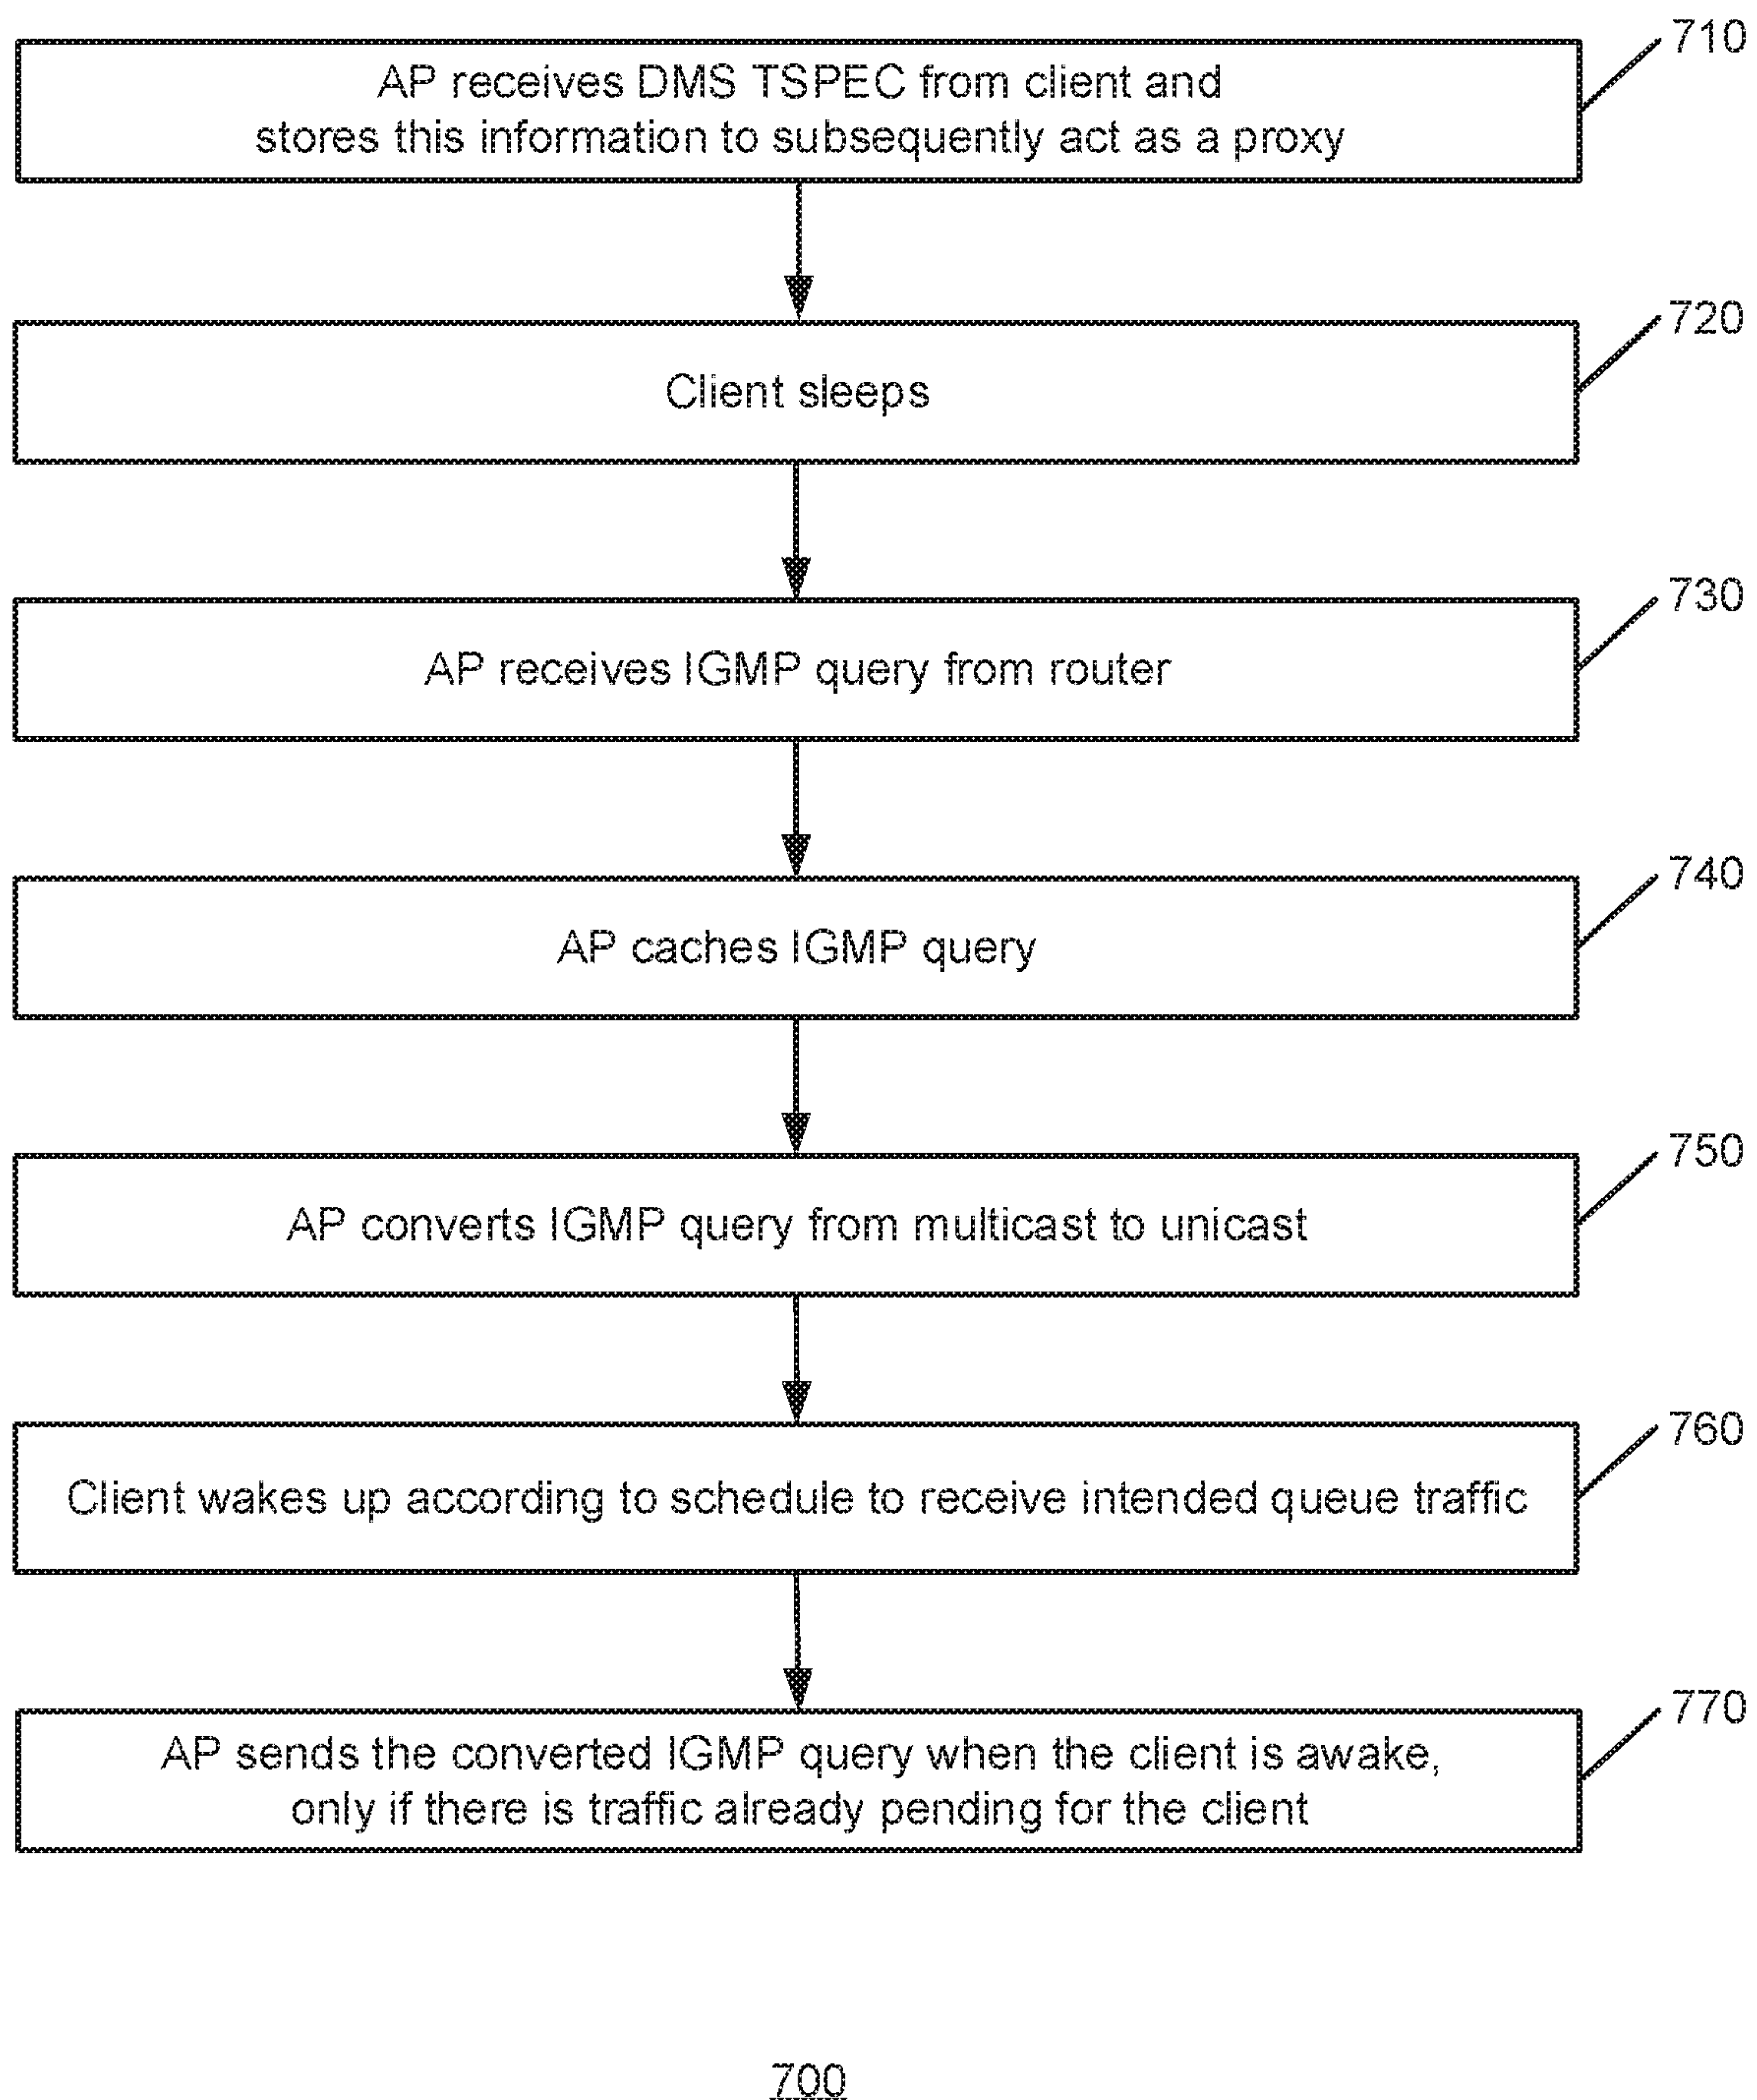 710
AP receives DMS TSPEC from client and
stores this information to subsequently act as a proxy
720
Client sleeps
730
AP receives IGMP query from router
740
AP caches IGMP query
750
AP converts IGMP query from multicast to unicast
760
Client wakes up according to schedule to receive intended queue traffic
770
AP sends the converted IGMP query when the client is awake,
only if there is traffic already pending for the client
700